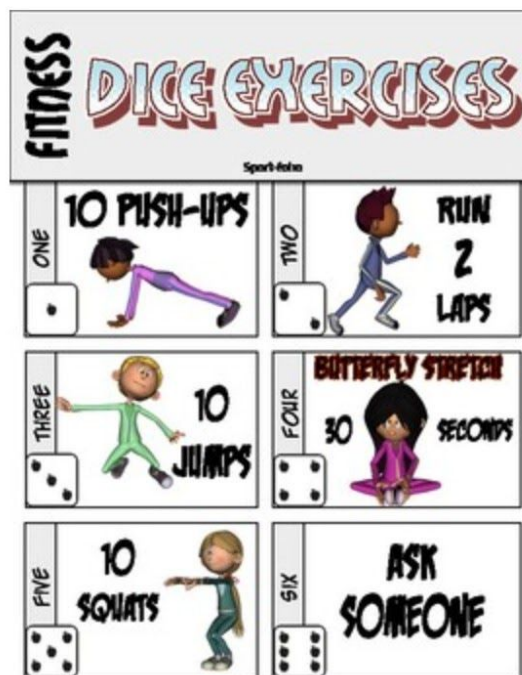 FITNESS
DICE EXERCISES
Sport-folio
ONE
10 PUSH-UPS
TWO
RUN
2
LAPS
THREE
10
JUMPS
FOUR
BUTTERFLY STRETCH
30 SECONDS
FIVE
10
SQUATS
SIX
ASK
SOMEONE